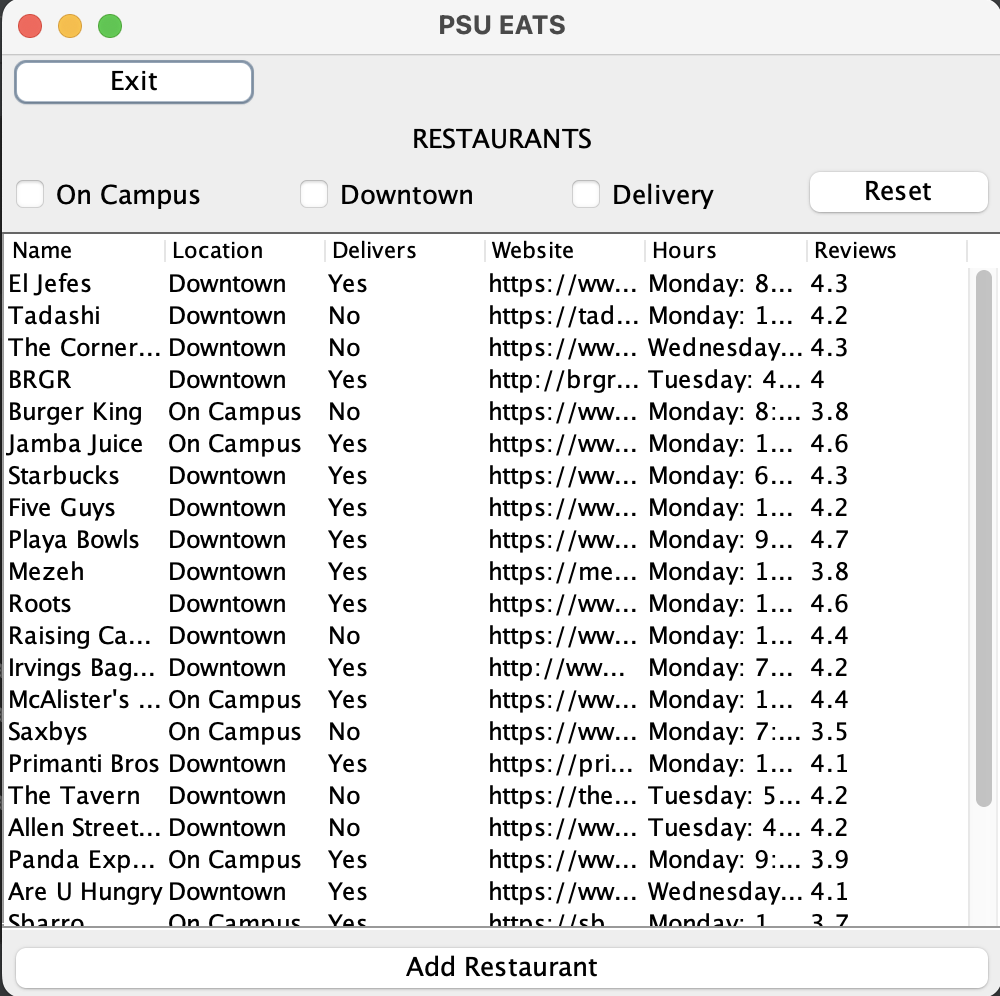 PSU EATS
Exit
RESTAURANTS
On Campus Downtown Delivery Reset
Name Location Delivers Website Hours Reviews
El Jefes Downtown Yes https://ww... Monday: 8... 4.3
Tadashi Downtown No https://tad... Monday: 1... 4.2
The Corner... Downtown No https://ww... Wednesday... 4.3
BRGR Downtown Yes http://brgr... Tuesday: 4... 4
Burger King On Campus No https://ww... Monday: 8:... 3.8
Jamba Juice On Campus Yes https://ww... Monday: 1... 4.6
Starbucks Downtown Yes https://ww... Monday: 6... 4.3
Five Guys Downtown Yes https://ww... Monday: 1... 4.2
Playa Bowls Downtown Yes https://ww... Monday: 9... 4.7
Mezeh Downtown Yes https://me... Monday: 1... 3.8
Roots Downtown Yes https://ww... Monday: 1... 4.6
Raising Ca... Downtown No https://ww... Monday: 1... 4.4
Irvings Bag... Downtown Yes http://ww... Monday: 7... 4.2
McAlister's ... On Campus Yes https://ww... Monday: 1... 4.4
Saxbys On Campus No https://ww... Monday: 7:... 3.5
Primanti Bros Downtown Yes https://pri... Monday: 1... 4.1
The Tavern Downtown No https://the... Tuesday: 5... 4.2
Allen Street... Downtown No https://ww... Tuesday: 4... 4.2
Panda Exp... On Campus Yes https://ww... Monday: 9:... 3.9
Are U Hungry Downtown Yes https://ww... Wednesday... 4.1
Sbarro On Campus Yes https://sb... Monday: 1... 3.7
Add Restaurant